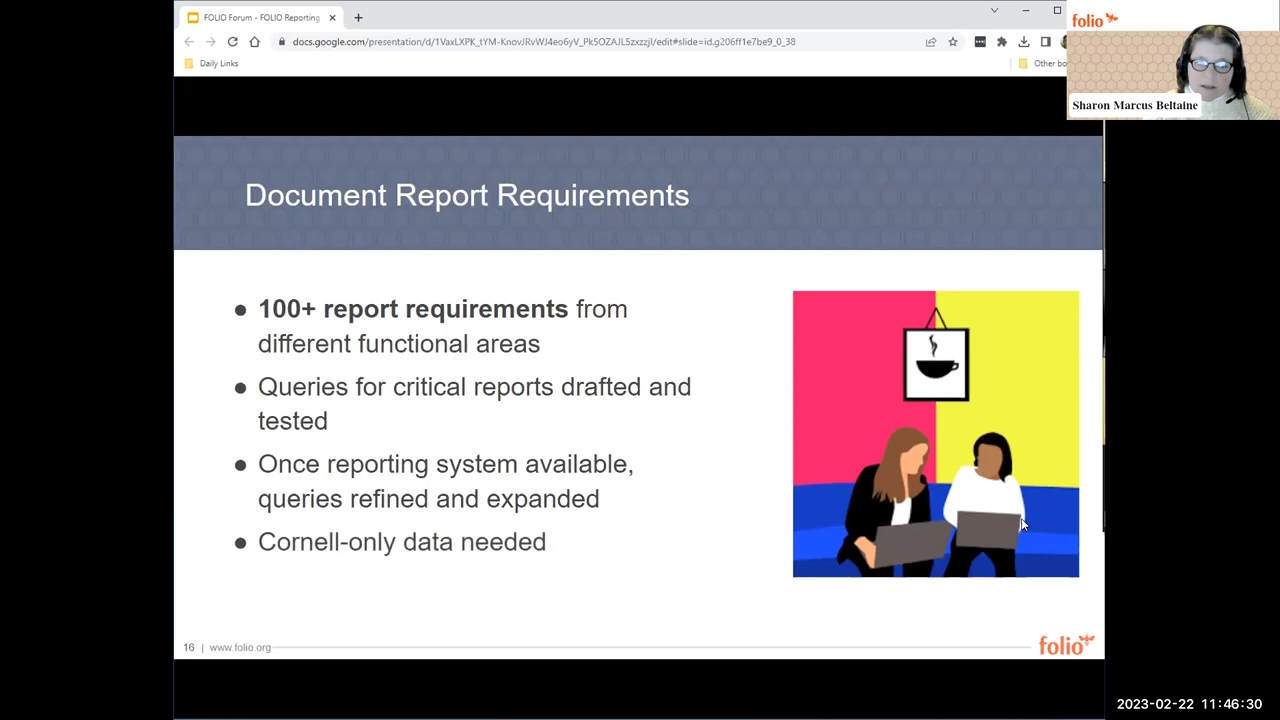 FOLIO Forum - FOLIO Reporting
docs.google.com/presentation/d/1VaxLXPK_tYM-KnovJRvWJ4eo6yV_Pk5OZAJL5zxzzjI/edit#slide=id.g206ff1e7be9_0_38
Daily Links
Other bo
folio
Sharon Marcus Beltaine
Document Report Requirements
● 100+ report requirements from
different functional areas
● Queries for critical reports drafted and
tested
● Once reporting system available,
queries refined and expanded
● Cornell-only data needed
16 | www.folio.org
folio
2023-02-22 11:46:30